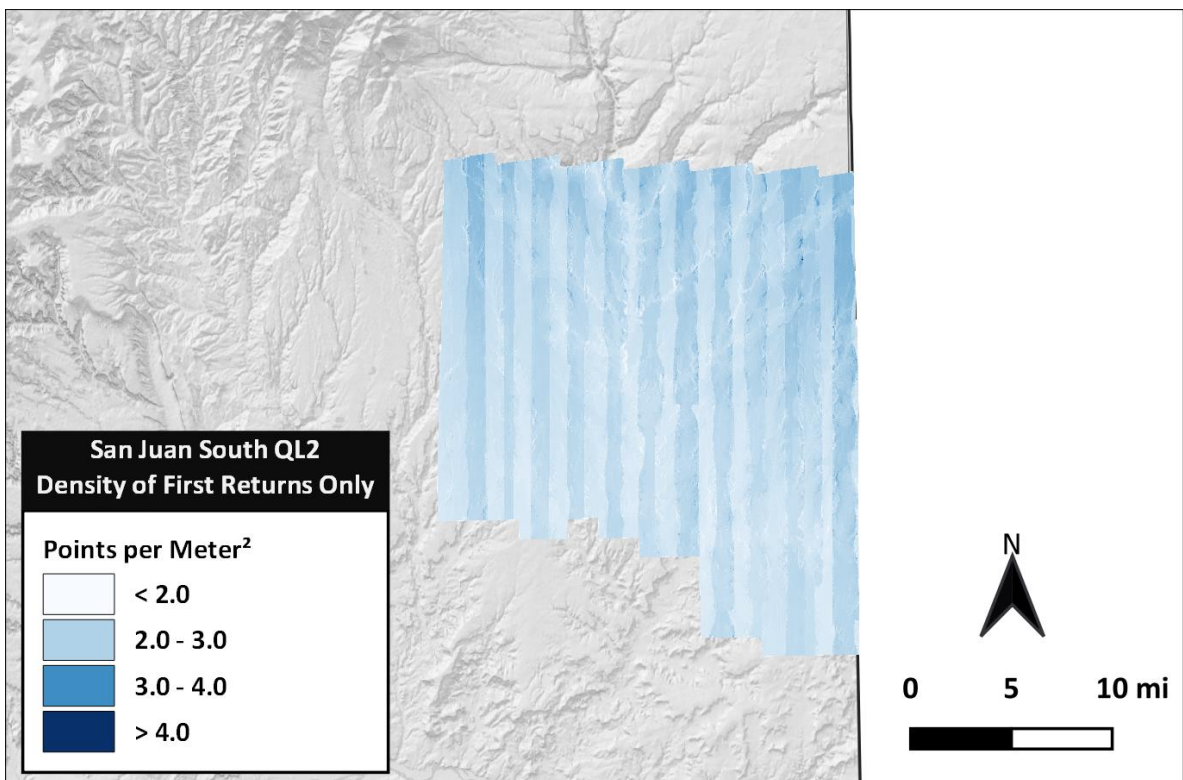 San Juan South QL2
Density of First Returns Only
Points per Meter²
< 2.0
2.0 - 3.0
3.0 - 4.0
> 4.0
N
0 5 10 mi